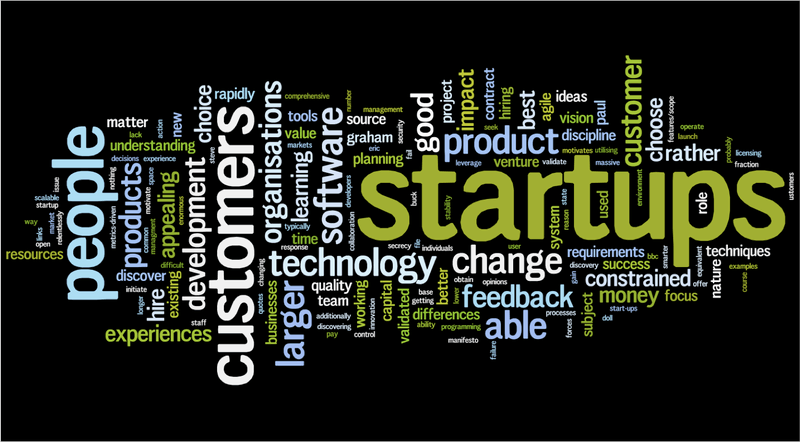 people
customers
startups
software
technology
change
product
products
larger
able
feedback
customer
organisations
development
learning
experiences
appealing
understanding
matter
lack
action
new
choice
rapidly
steve
comprehensive
number
management
tools
value
markets
source
graham
security
eric
planning
fail
good
project
impact
contract
seek
hiring
best
agile
ideas
vision
paul
discipline
leverage
venture
validate
motivates
utilising
massive
choose
rather
features/scope
operate
launch
probably
licensing
fraction
environment
used
state
reason
system
role
ustomers
decisions
experience
nothing
motivate
space
enormous
issue
scalable
startup
way
links
open
market
relentlessly
metrics-driven
common
managment
resources
discover
difficult
initiate
longer
hire
existing
staff
quotes
changing
businesses
typically
time
response
developers
collaboration
buck
stability
secrecy
file
individuals
user
quality
team
additionally
discovering
pay
innovation
control
working
capital
validated
base
getting
better
obtain
lower
opinions
differences
ability
programming
manifesto
failure
processes
forces
subject
gain
discovery
requirements
success
bbc
constrained
money
start-ups
doll
focus
smarter
offer
equivalent
nature
techniques
examples
course